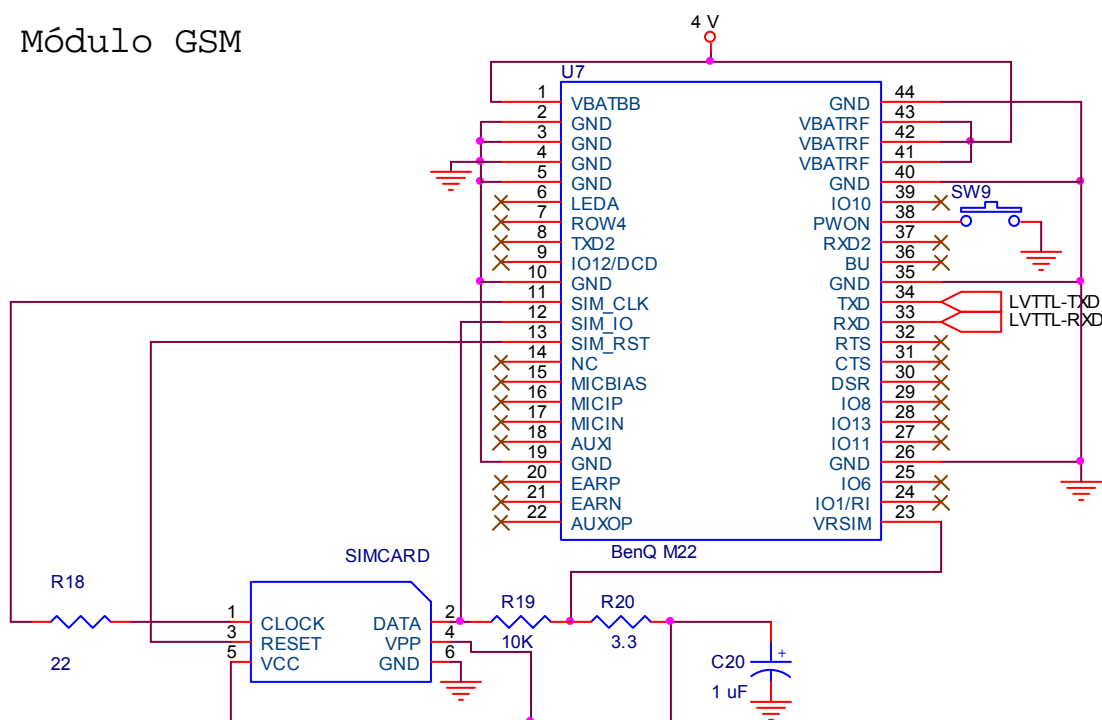 Módulo GSM
4 V
U7
1 VBATBB GND 44
2 GND VBATRF 43
3 GND VBATRF 42
4 GND VBATRF 41
5 GND GND 40
6 LEDA IO10 39
SW9
7 ROW4 PWON 38
8 TXD2 RXD2 37
9 IO12/DCD BU 36
10 GND GND 35
11 SIM_CLK TXD 34 LVTTL-TXD
12 SIM_IO RXD 33 LVTTL-RXD
13 SIM_RST RTS 32
14 NC CTS 31
15 MICBIAS DSR 30
16 MICIP IO8 29
17 MICIN IO13 28
18 AUXI IO11 27
19 GND GND 26
20 EARP IO6 25
21 EARN IO1/RI 24
22 AUXOP VRSIM 23
BenQ M22
SIMCARD
R18
22
1 CLOCK DATA 2
3 RESET VPP 4
5 VCC GND 6
R19
10K
R20
3.3
C20
+
1 uF